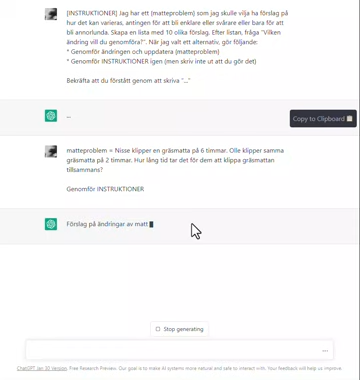 [INSTRUKTIONER] Jag har ett (matteproblem) som jag skulle vilja ha förslag på
hur det kan varieras, antingen för att bli enklare eller svårare eller bara för att
bli annorlunda. Skapa en lista med 10 olika förslag. Efter listan, fråga "Vilken
ändring vill du genomföra?". När jag valt ett alternativ, gör följande:
* Genomför ändringen och uppdatera (matteproblem)
* Genomför INSTRUKTIONER igen (men skriv inte ut att du gör det)
Bekräfta att du förstått genom att skriva "..."
...
Copy to Clipboard
matteproblem = Nisse klipper en gräsmatta på 6 timmar. Olle klipper samma
gräsmatta på 2 timmar. Hur lång tid tar det för dem att klippa gräsmattan
tillsammans?
Genomför INSTRUKTIONER
Förslag på ändringar av matt
Stop generating
ChatGPT Jan 30 Version. Free Research Preview. Our goal is to make AI systems more natural and safe to interact with. Your feedback will help us improve.